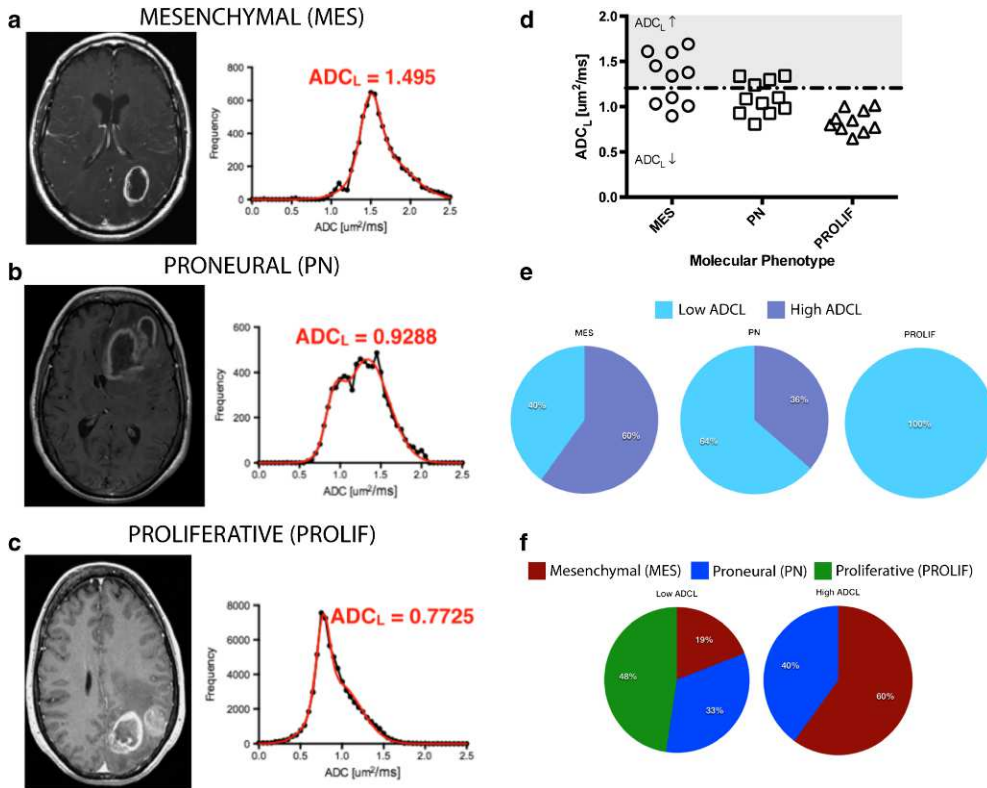 a
MESENCHYMAL (MES)
ADCL = 1.495
Frequency
800
600
400
200
0
0.0 0.5 1.0 1.5 2.0 2.5
ADC [um²/ms]
b
PRONEURAL (PN)
ADCL = 0.9288
Frequency
600
400
200
0
0.0 0.5 1.0 1.5 2.0 2.5
ADC [um²/ms]
c
PROLIFERATIVE (PROLIF)
ADCL = 0.7725
Frequency
8000
6000
4000
2000
0
0.0 0.5 1.0 1.5 2.0 2.5
ADC [um²/ms]
d
ADCL [um²/ms]
2.0
1.5
1.0
0.5
0.0
ADCL ↑
ADCL ↓
MES PN PROLIF
Molecular Phenotype
e
Low ADCL High ADCL
MES PN PROLIF
40% 60% 64% 36% 100%
f
Mesenchymal (MES) Proneural (PN) Proliferative (PROLIF)
Low ADCL High ADCL
48% 19% 33% 40% 60%